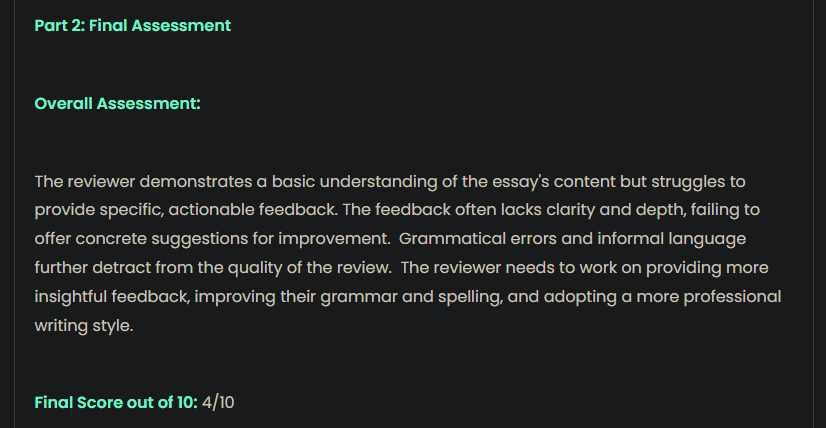 Part 2: Final Assessment
Overall Assessment:
The reviewer demonstrates a basic understanding of the essay's content but struggles to
provide specific, actionable feedback. The feedback often lacks clarity and depth, failing to
offer concrete suggestions for improvement.  Grammatical errors and informal language
further detract from the quality of the review.  The reviewer needs to work on providing more
insightful feedback, improving their grammar and spelling, and adopting a more professional
writing style.
Final Score out of 10: 4/10